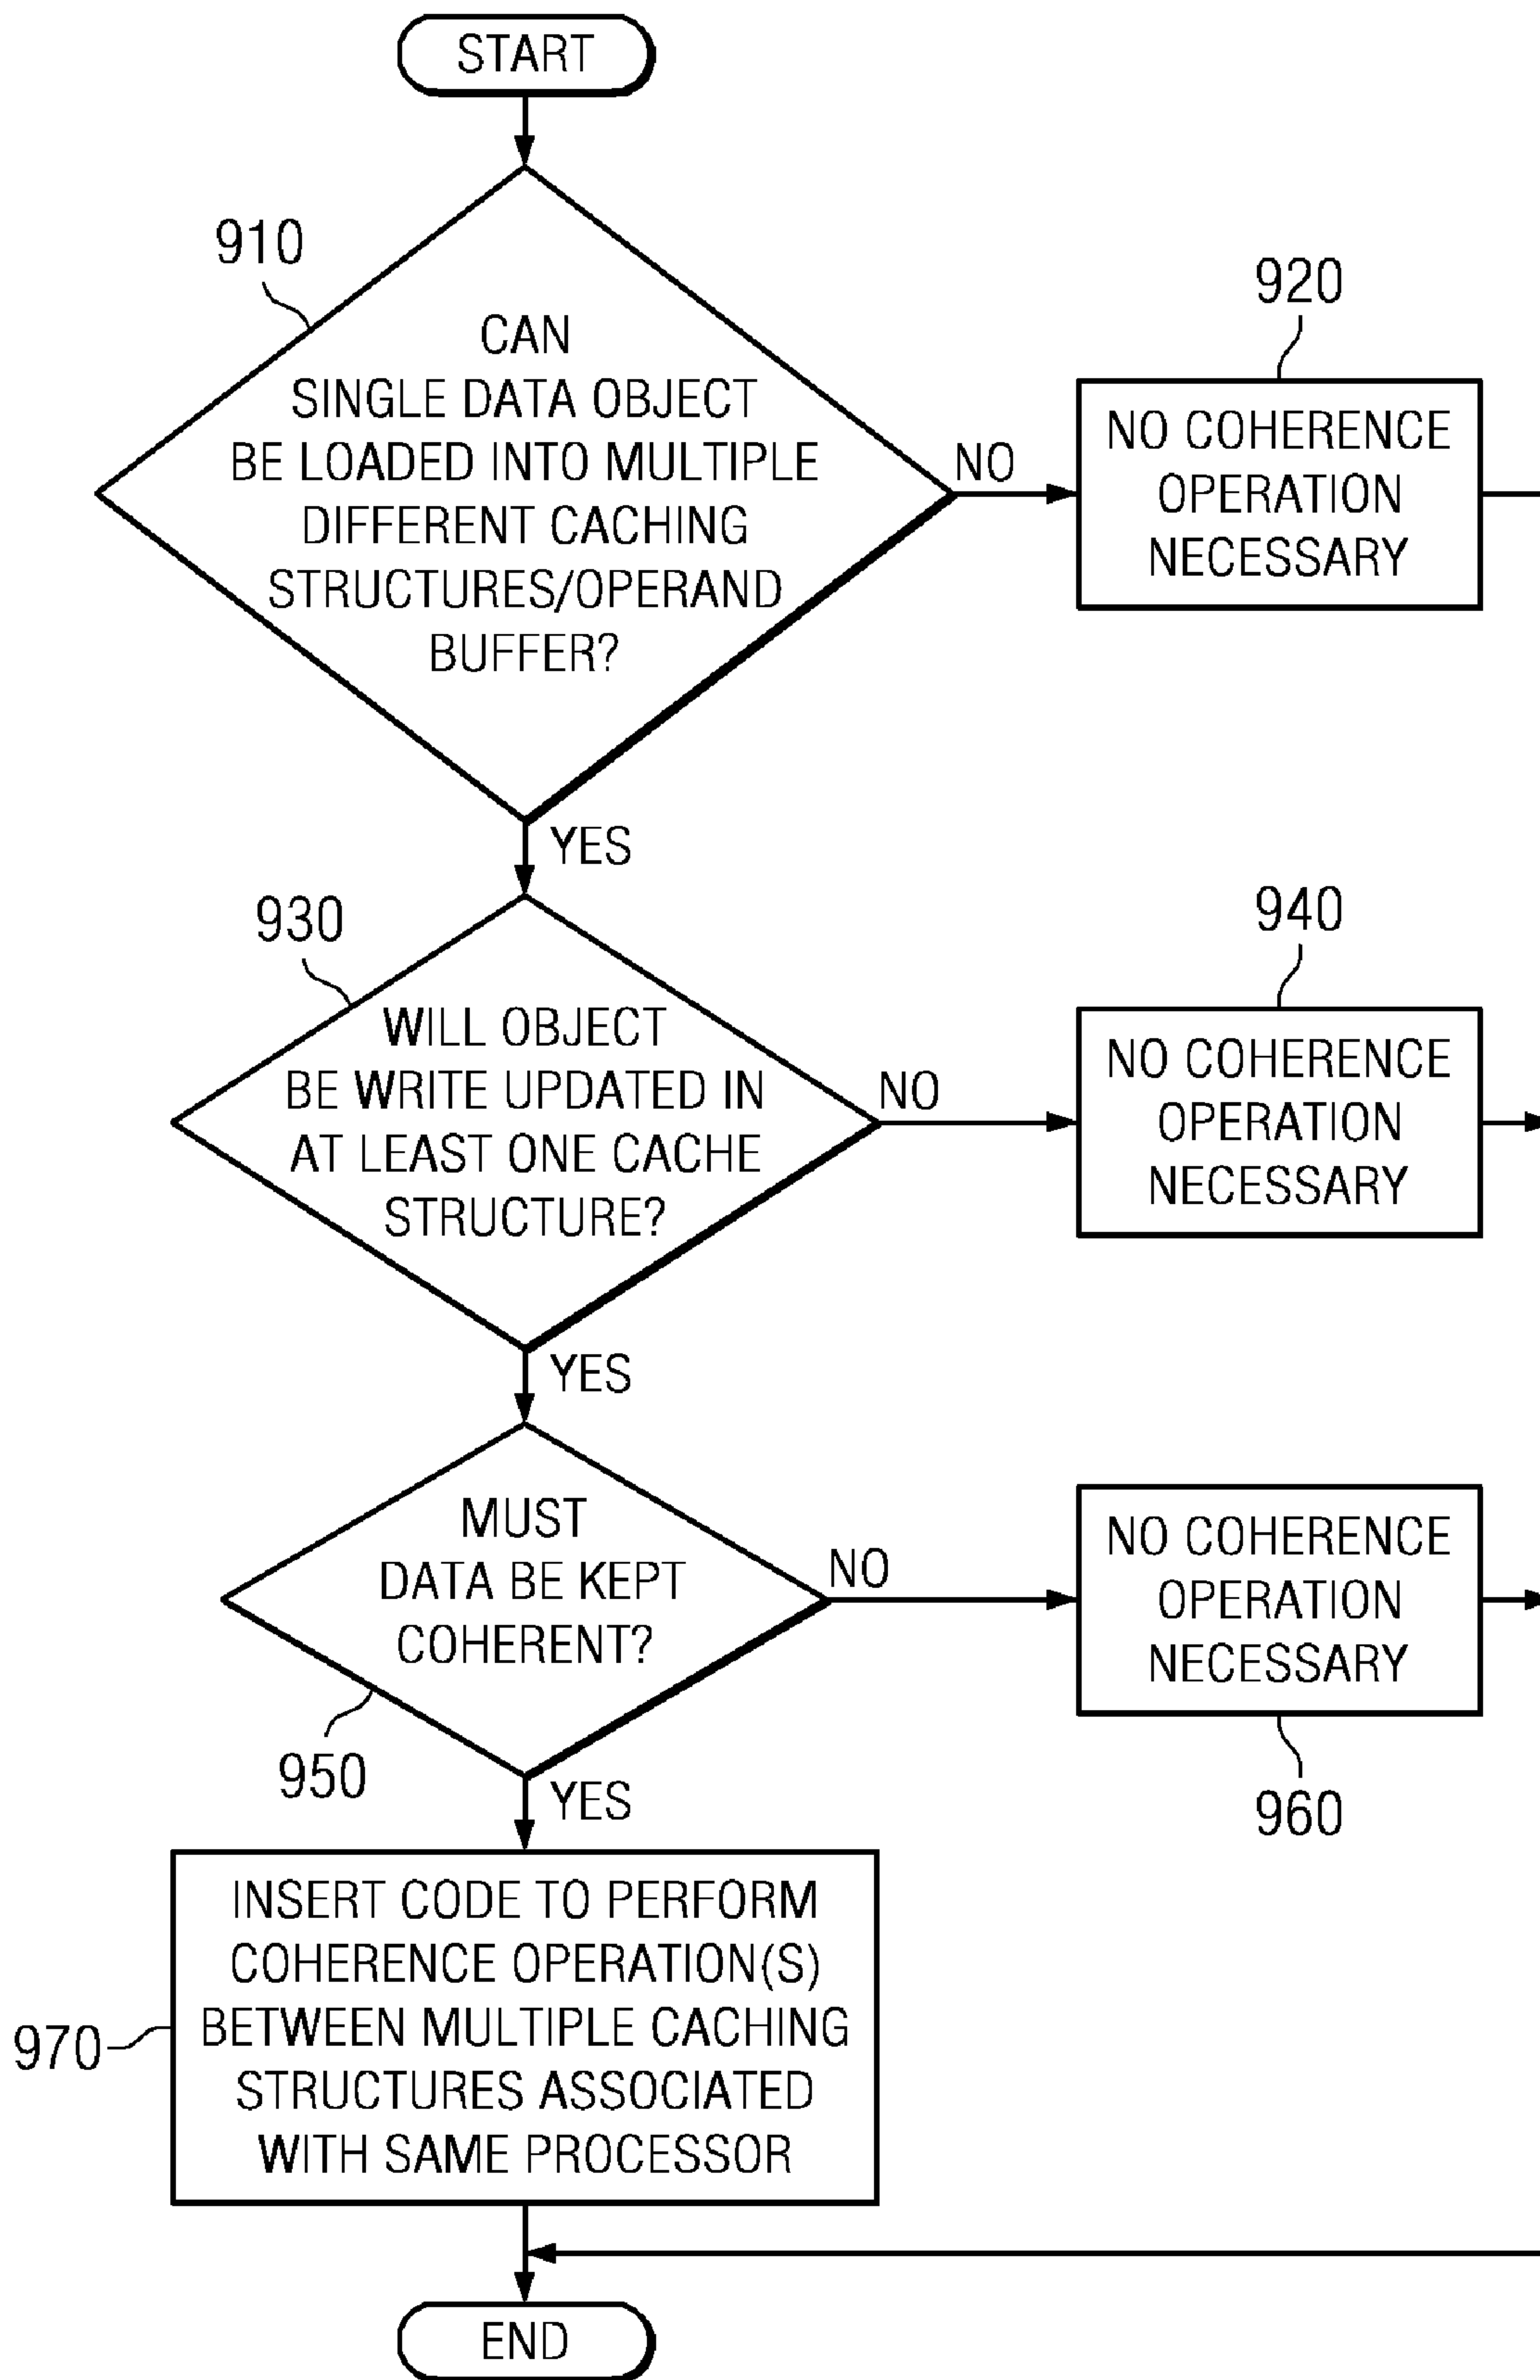 START
910
CAN
SINGLE DATA OBJECT
BE LOADED INTO MULTIPLE
DIFFERENT CACHING
STRUCTURES/OPERAND
BUFFER?
NO
920
NO COHERENCE
OPERATION
NECESSARY
YES
930
WILL OBJECT
BE WRITE UPDATED IN
AT LEAST ONE CACHE
STRUCTURE?
NO
940
NO COHERENCE
OPERATION
NECESSARY
YES
MUST
DATA BE KEPT
COHERENT?
950
NO
NO COHERENCE
OPERATION
NECESSARY
960
YES
INSERT CODE TO PERFORM
COHERENCE OPERATION(S)
BETWEEN MULTIPLE CACHING
STRUCTURES ASSOCIATED
WITH SAME PROCESSOR
970
END